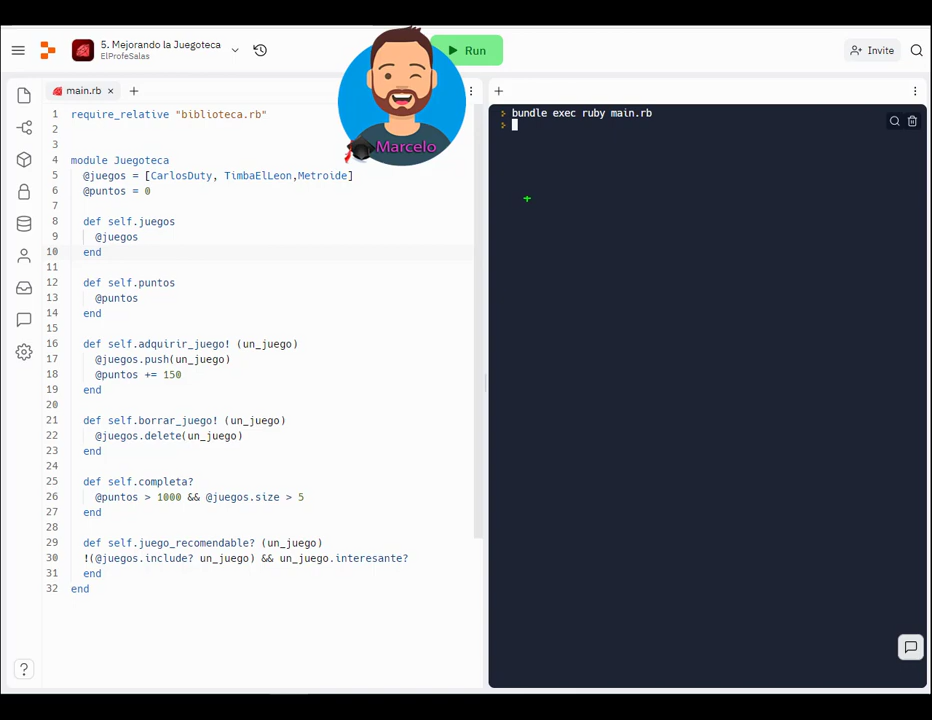 5. Mejorando la Juegoteca
ElProfeSalas
Run
Invite
main.rb
Marcelo
1 require_relative "biblioteca.rb"
2
3
4 module Juegoteca
5 @juegos = [CarlosDuty, TimbaElLeon,Metroide]
6 @puntos = 0
7
8 def self.juegos
9 @juegos
10 end
11
12 def self.puntos
13 @puntos
14 end
15
16 def self.adquirir_juego! (un_juego)
17 @juegos.push(un_juego)
18 @puntos += 150
19 end
20
21 def self.borrar_juego! (un_juego)
22 @juegos.delete(un_juego)
23 end
24
25 def self.completa?
26 @puntos > 1000 && @juegos.size > 5
27 end
28
29 def self.juego_recomendable? (un_juego)
30 !(@juegos.include? un_juego) && un_juego.interesante?
31 end
32 end
bundle exec ruby main.rb